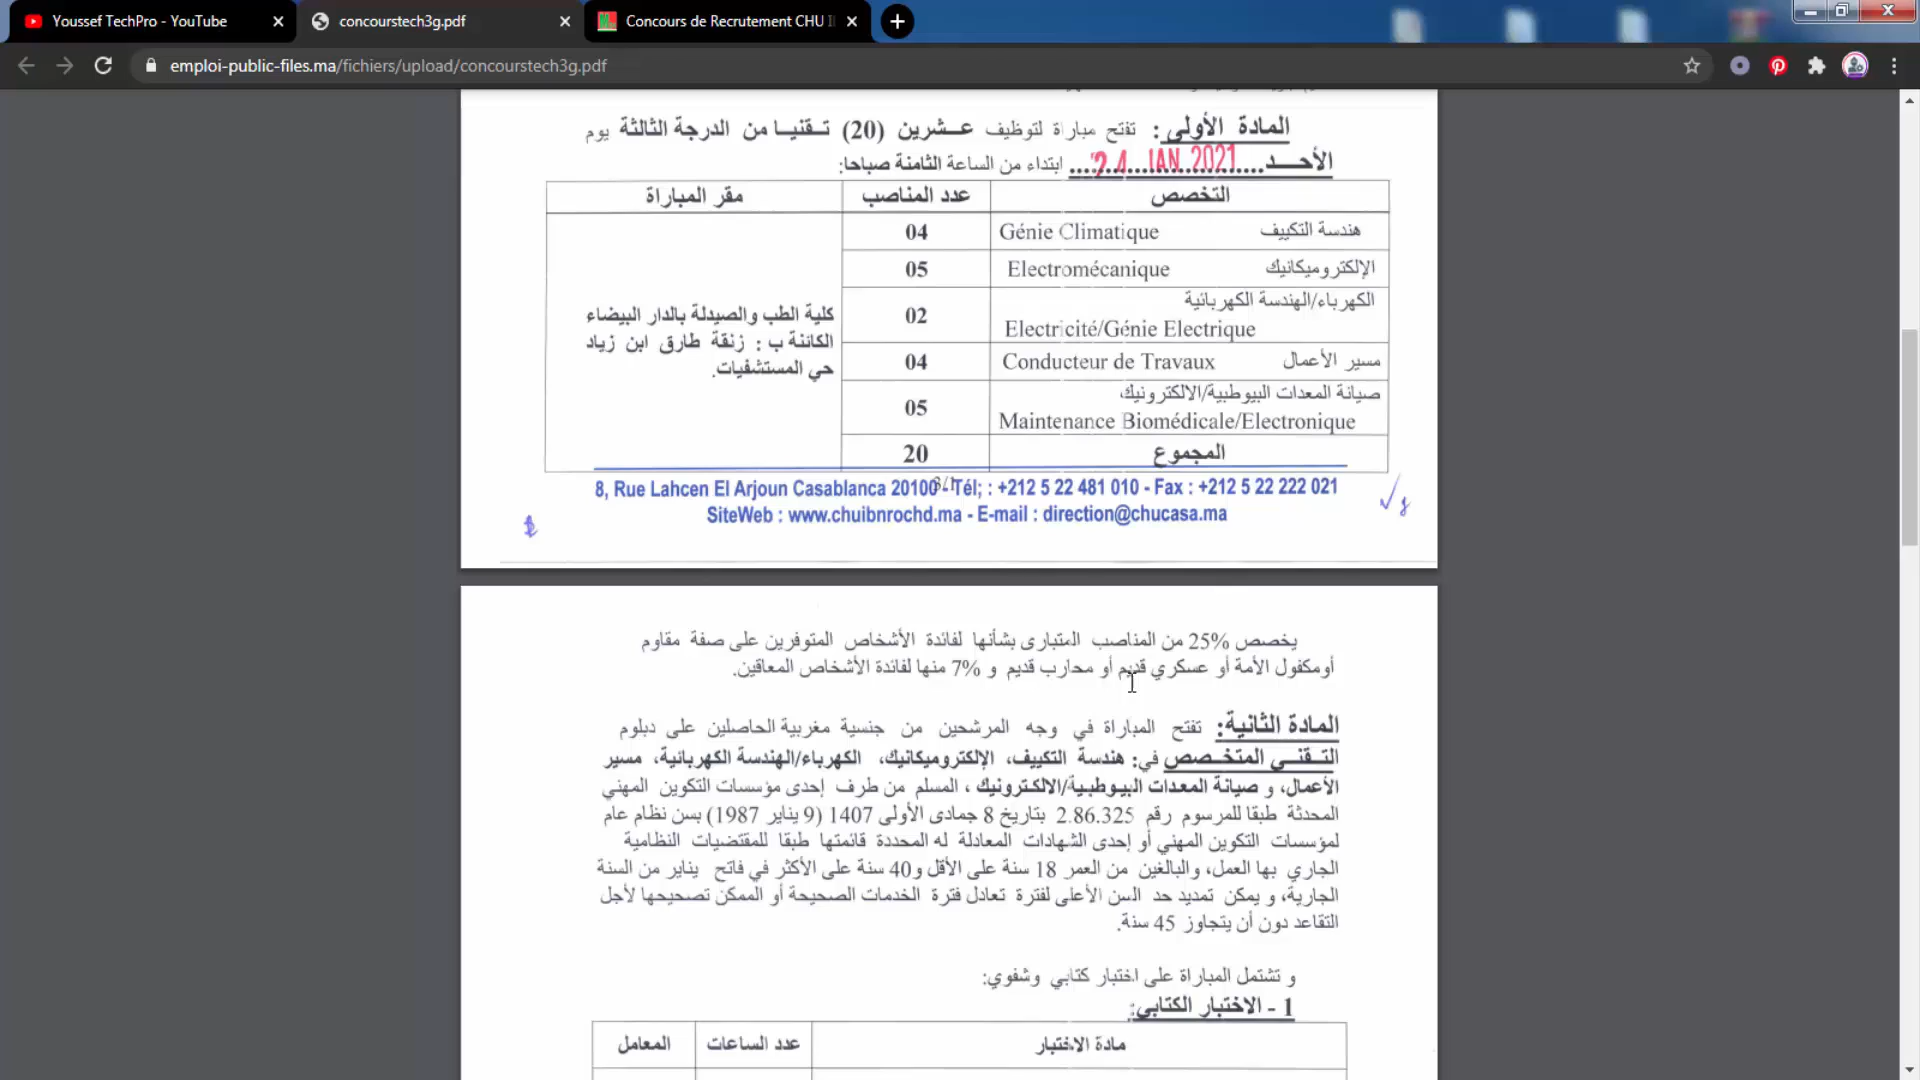 Youssef TechPro - YouTube
concourstech3g.pdf
Concours de Recrutement CHU I
emploi-public-files.ma/fichiers/upload/concourstech3g.pdf
المادة الأولى : تفتح مباراة لتوظيف عـشرين (20) تـقنيـا من الدرجة الثالثة يوم
الأحـد....24 JAN. 2021.... ابتداء من الساعة الثامنة صباحا:
التخصص عدد المناصب مقر المباراة
هندسة التكييف Génie Climatique 04
الإلكتروميكانيك Electromécanique 05
الكهرباء/الهندسة الكهربائية
Electricité/Génie Electrique 02
كلية الطب والصيدلة بالدار البيضاء
الكائنة ب : زنقة طارق ابن زياد
حي المستشفيات.
مسير الأعمال Conducteur de Travaux 04
صيانة المعدات البيوطبية/الالكترونيك
Maintenance Biomédicale/Electronique 05
المجموع 20
8, Rue Lahcen El Arjoun Casablanca 20100 - Tél; : +212 5 22 481 010 - Fax : +212 5 22 222 021
3/1
SiteWeb : www.chuibnrochd.ma - E-mail : direction@chucasa.ma
يخصص %25 من المناصب المتبارى بشأنها لفائدة الأشخاص المتوفرين على صفة مقاوم
أومكفول الأمة أو عسكري قديم أو محارب قديم و %7 منها لفائدة الأشخاص المعاقين.
المادة الثانية: تفتح المباراة في وجه المرشحين من جنسية مغربية الحاصلين على دبلوم
التـقنـي المتخـصص في: هندسة التكييف، الإلكتروميكانيك، الكهرباء/الهندسة الكهربائية، مسير
الأعمال، و صيانة المعدات البيوطبية/الالكترونيك ، المسلم من طرف إحدى مؤسسات التكوين المهني
المحدثة طبقا للمرسوم رقم 2.86.325 بتاريخ 8 جمادى الأولى 1407 (9 يناير 1987) بسن نظام عام
لمؤسسات التكوين المهني أو إحدى الشهادات المعادلة له المحددة قائمتها طبقا للمقتضيات النظامية
الجاري بها العمل، والبالغين من العمر 18 سنة على الأقل و40 سنة على الأكثر في فاتح يناير من السنة
الجارية، و يمكن تمديد حد السن الأعلى لفترة تعادل فترة الخدمات الصحيحة أو الممكن تصحيحها لأجل
التقاعد دون أن يتجاوز 45 سنة.
و تشتمل المباراة على اختبار كتابي وشفوي:
1 - الاختبار الكتابي:
مادة الاختبار عدد الساعات المعامل